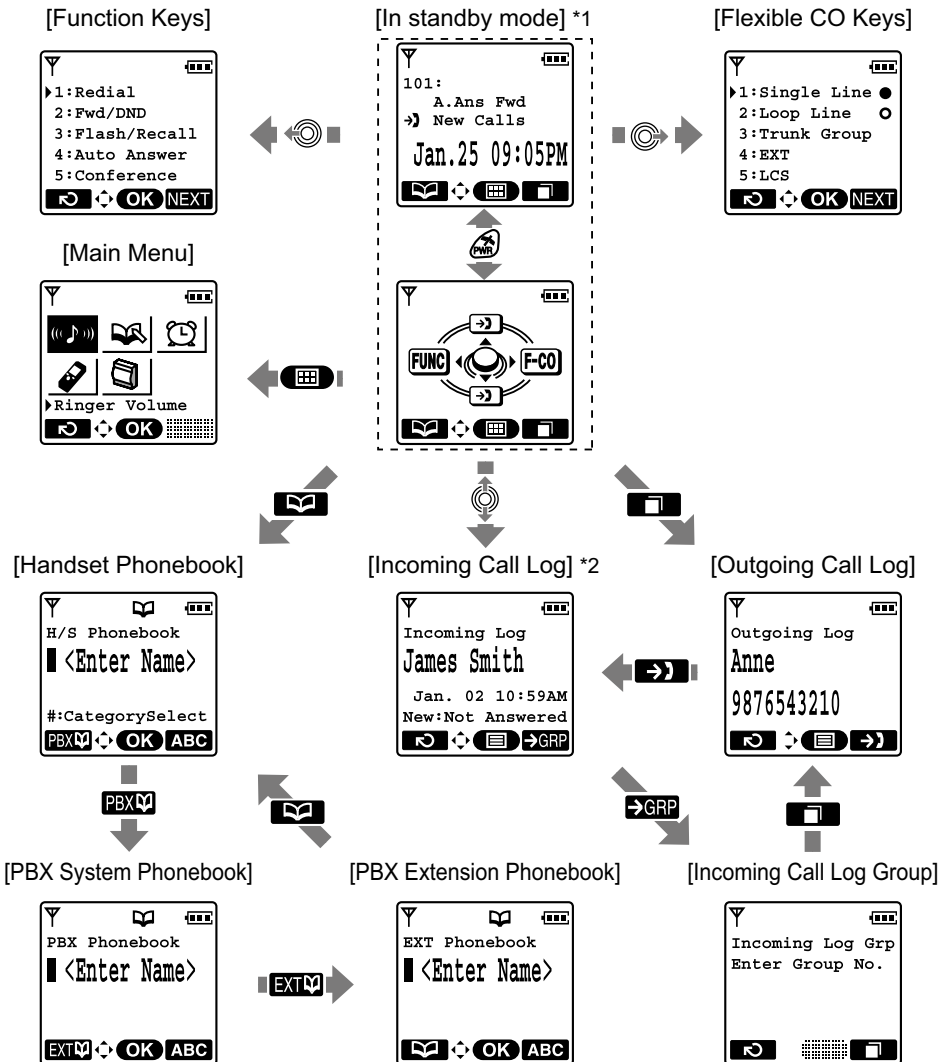 [Function Keys]
[In standby mode] *1
[Flexible CO Keys]
1:Redial
2:Fwd/DND
3:Flash/Recall
4:Auto Answer
5:Conference
OK NEXT
101:
A.Ans Fwd
New Calls
Jan.25 09:05PM
1:Single Line
2:Loop Line
3:Trunk Group
4:EXT
5:LCS
OK NEXT
PWR
[Main Menu]
Ringer Volume
OK
FUNC
F-CO
[Handset Phonebook]
[Incoming Call Log] *2
[Outgoing Call Log]
H/S Phonebook
<Enter Name>
#:CategorySelect
PBX OK ABC
Incoming Log
James Smith
Jan. 02 10:59AM
New:Not Answered
GRP
Outgoing Log
Anne
9876543210
PBX
GRP
[PBX System Phonebook]
[PBX Extension Phonebook]
[Incoming Call Log Group]
PBX Phonebook
<Enter Name>
EXT OK ABC
EXT
EXT Phonebook
<Enter Name>
OK ABC
Incoming Log Grp
Enter Group No.